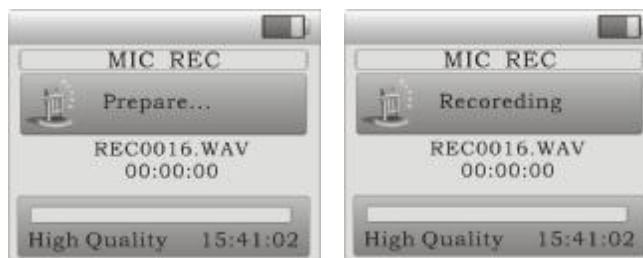 MIC REC
Prepare...
REC0016.WAV
00:00:00
High Quality 15:41:02
MIC REC
Recoreding
REC0016.WAV
00:00:00
High Quality 15:41:02